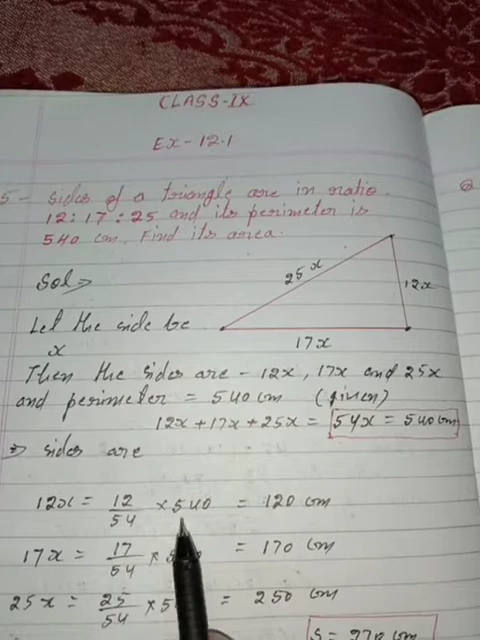 CLASS-IX
Ex-12.1
5- Sides of a triangle are in ratio
12:17:25 and its perimeter is
540 cm. Find its area.
Sol⇒
25x
12x
17x
Let the side be
x
Then the sides are - 12x, 17x and 25x
and perimeter = 540 cm (given)
12x+17x+25x = 54x = 540 cm
⇒ sides are
12x = 12/54 × 540 = 120 cm
17x = 17/54 × = 170 cm
25x = 25/54 × = 250 cm
S = 270 cm